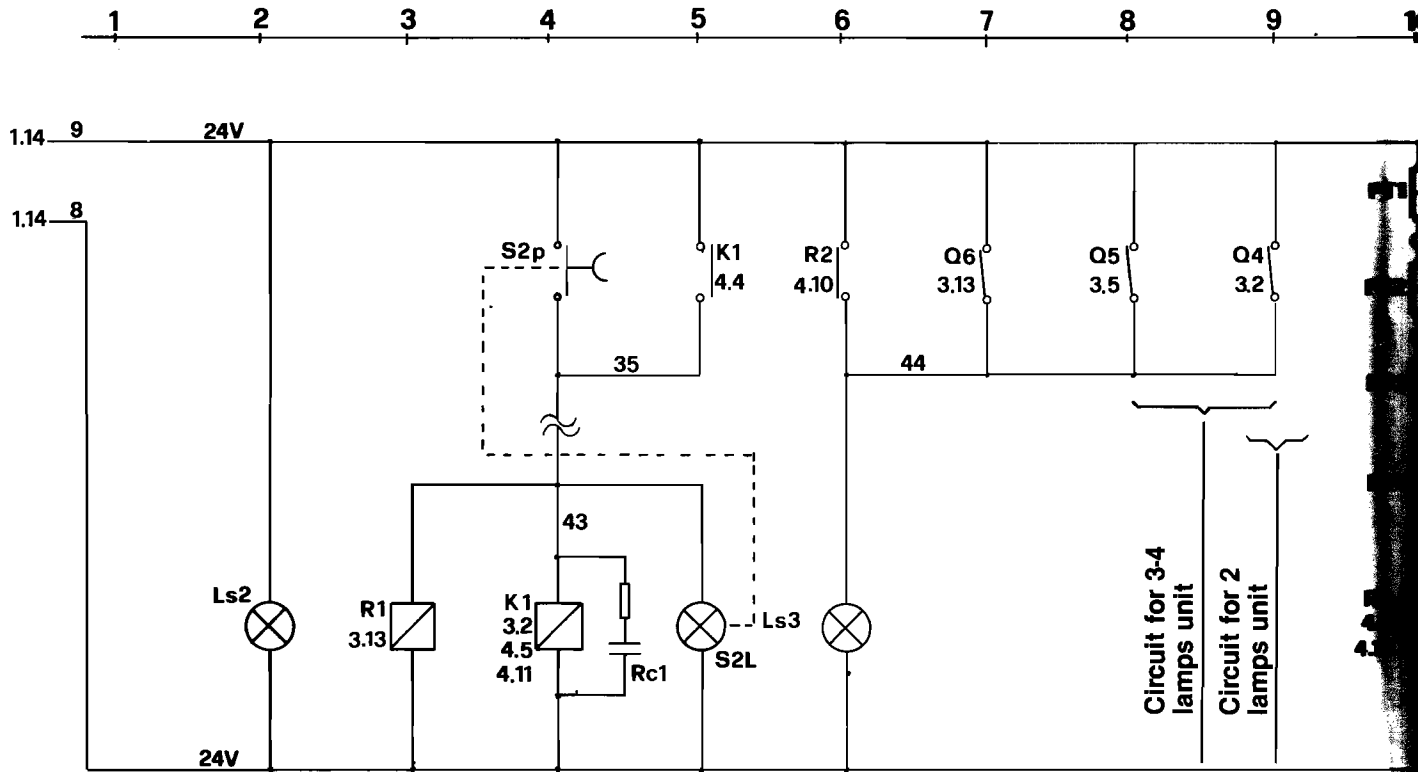 1 2 3 4 5 6 7 8 9
1.14 9 24V
1.14 8
S2p
K1
4.4
R2
4.10
Q6
3.13
Q5
3.5
Q4
3.2
35
44
43
Ls2
R1
3.13
K1
3.2
4.5
4.11
Rc1
S2L
Ls3
Circuit for 3-4
lamps unit
Circuit for 2
lamps unit
24V